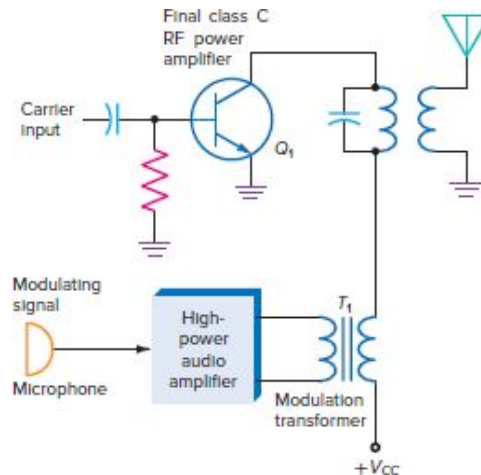 Final class C
RF power
amplifier
Carrier
input
Q1
Modulating
signal
Microphone
High-
power
audio
amplifier
T1
Modulation
transformer
+VCC